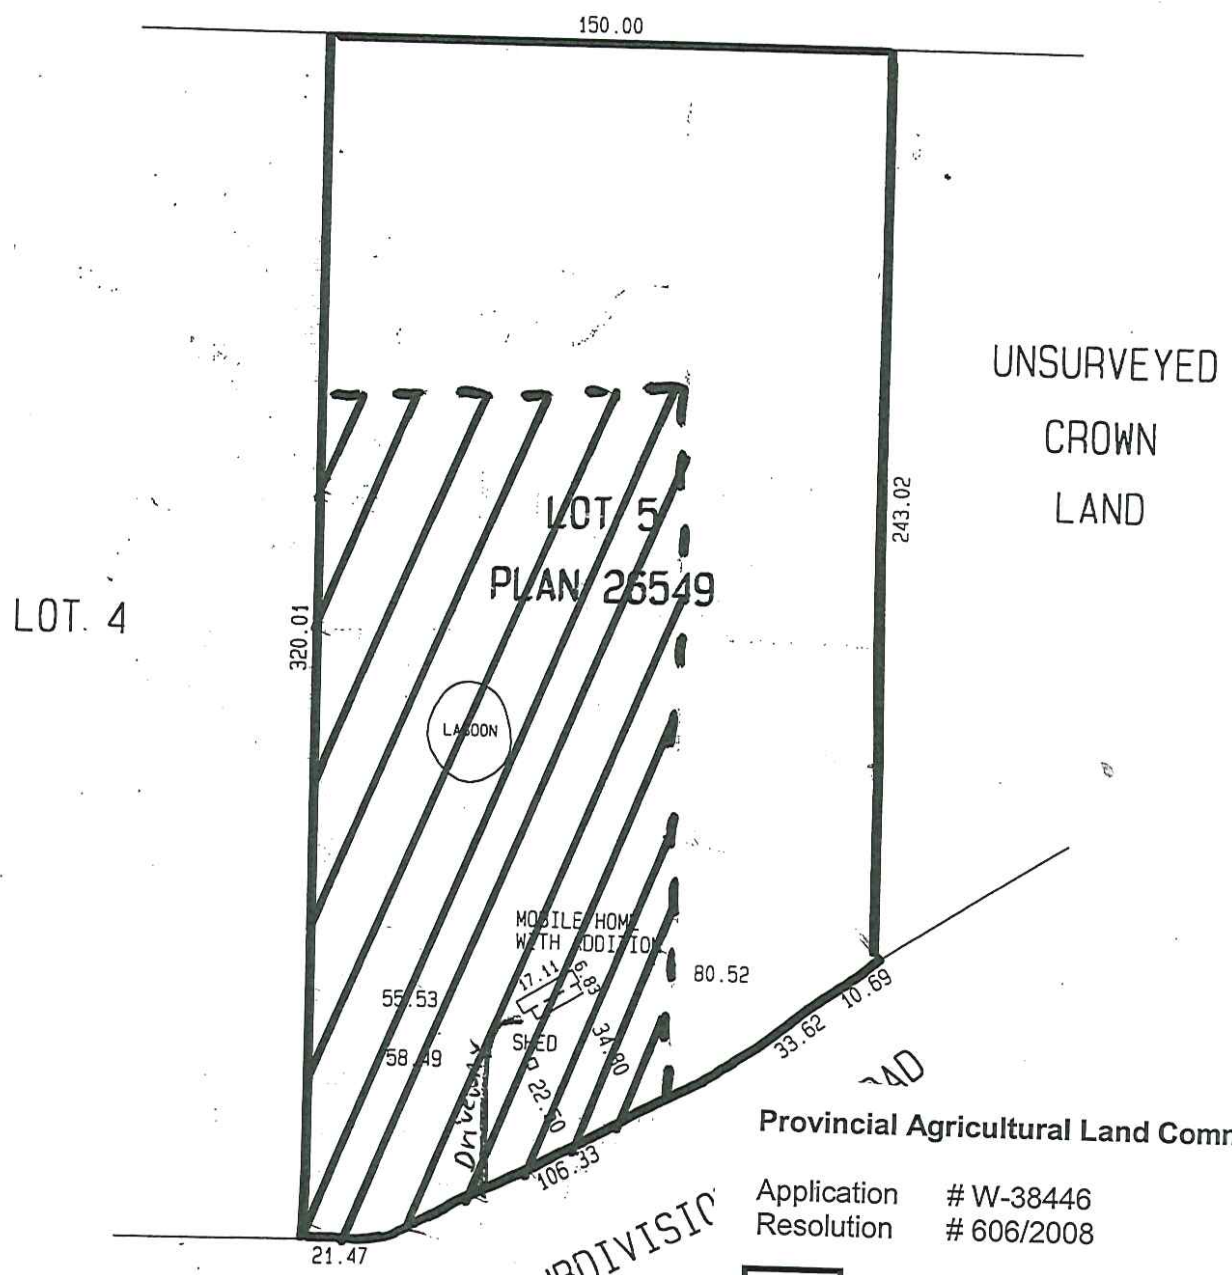 150.00
UNSURVEYED
CROWN
LAND
243.02
LOT 5
PLAN 26549
LOT. 4
320.01
LAGOON
MOBILE HOME
WITH ADDITION
17.11
6.83
80.52
55.53
58.49
SHED
34.80
22.50
Driveway
10.69
33.62
106.33
21.47
Provincial Agricultural Land Comm
Application # W-38446
Resolution # 606/2008